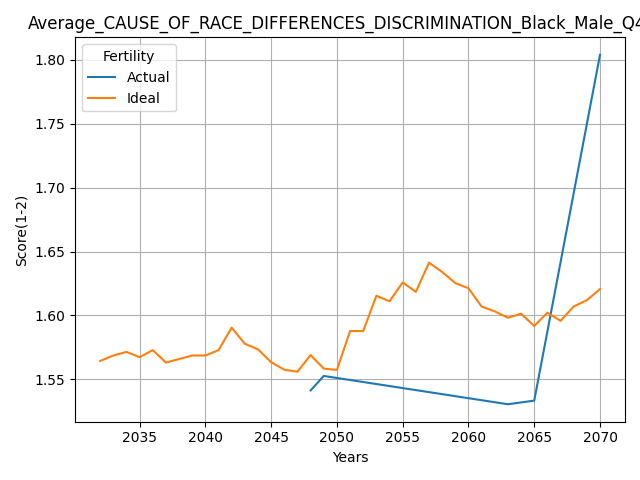 Average_CAUSE_OF_RACE_DIFFERENCES_DISCRIMINATION_Black_Male_Q4
Fertility
Actual
Ideal
1.80
1.75
1.70
1.65
1.60
1.55
Score(1-2)
2035 2040 2045 2050 2055 2060 2065 2070
Years